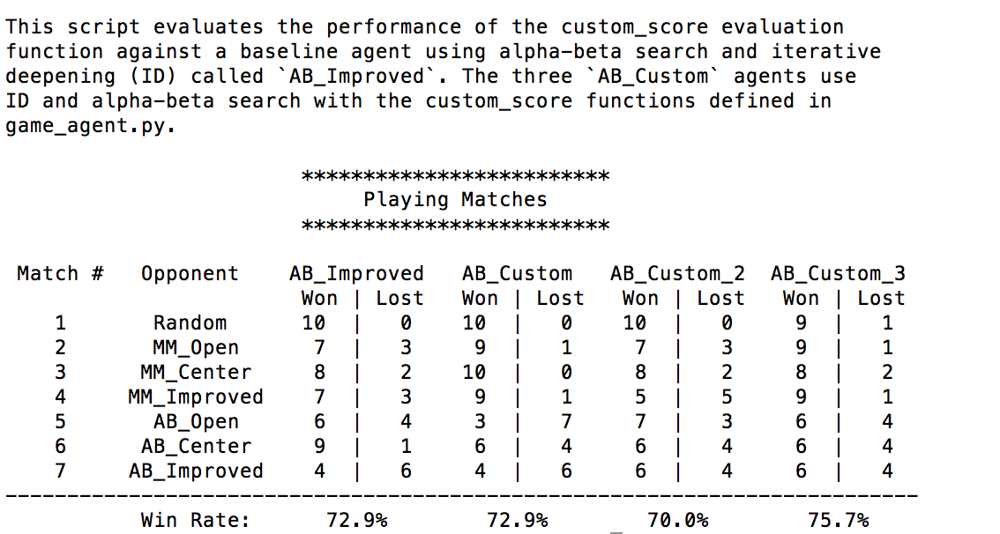 This script evaluates the performance of the custom_score evaluation
function against a baseline agent using alpha-beta search and iterative
deepening (ID) called `AB_Improved`. The three `AB_Custom` agents use
ID and alpha-beta search with the custom_score functions defined in
game_agent.py.

                        *************************
                             Playing Matches
                        *************************

 Match #   Opponent    AB_Improved   AB_Custom   AB_Custom_2  AB_Custom_3
                        Won | Lost   Won | Lost   Won | Lost   Won | Lost
    1       Random      10  |   0    10  |   0    10  |   0     9  |   1
    2       MM_Open      7  |   3     9  |   1     7  |   3     9  |   1
    3      MM_Center     8  |   2    10  |   0     8  |   2     8  |   2
    4     MM_Improved    7  |   3     9  |   1     5  |   5     9  |   1
    5       AB_Open      6  |   4     3  |   7     7  |   3     6  |   4
    6      AB_Center     9  |   1     6  |   4     6  |   4     6  |   4
    7     AB_Improved    4  |   6     4  |   6     6  |   4     6  |   4
--------------------------------------------------------------------------
           Win Rate:      72.9%        72.9%        70.0%        75.7%